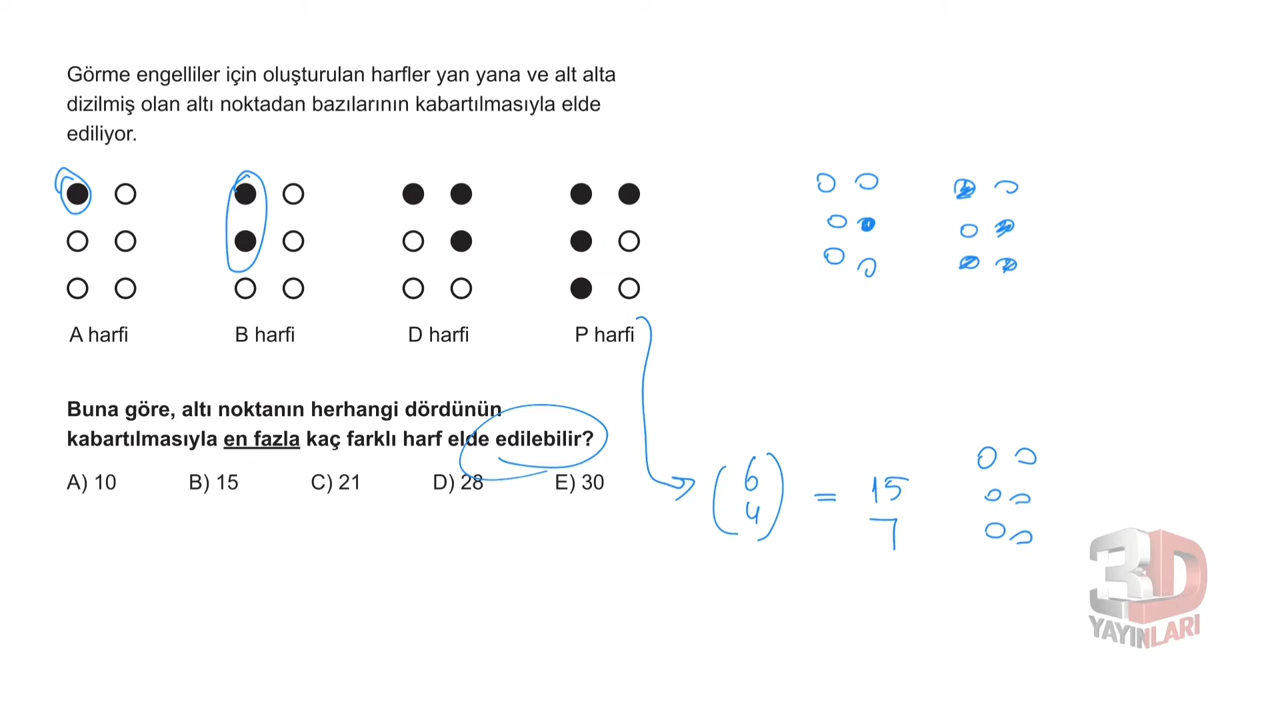 Görme engelliler için oluşturulan harfler yan yana ve alt alta
dizilmiş olan altı noktadan bazılarının kabartılmasıyla elde
ediliyor.
A harfi B harfi D harfi P harfi
Buna göre, altı noktanın herhangi dördünün
kabartılmasıyla en fazla kaç farklı harf elde edilebilir?
A) 10 B) 15 C) 21 D) 28 E) 30
(6
4) = 15
3D
YAYINLARI